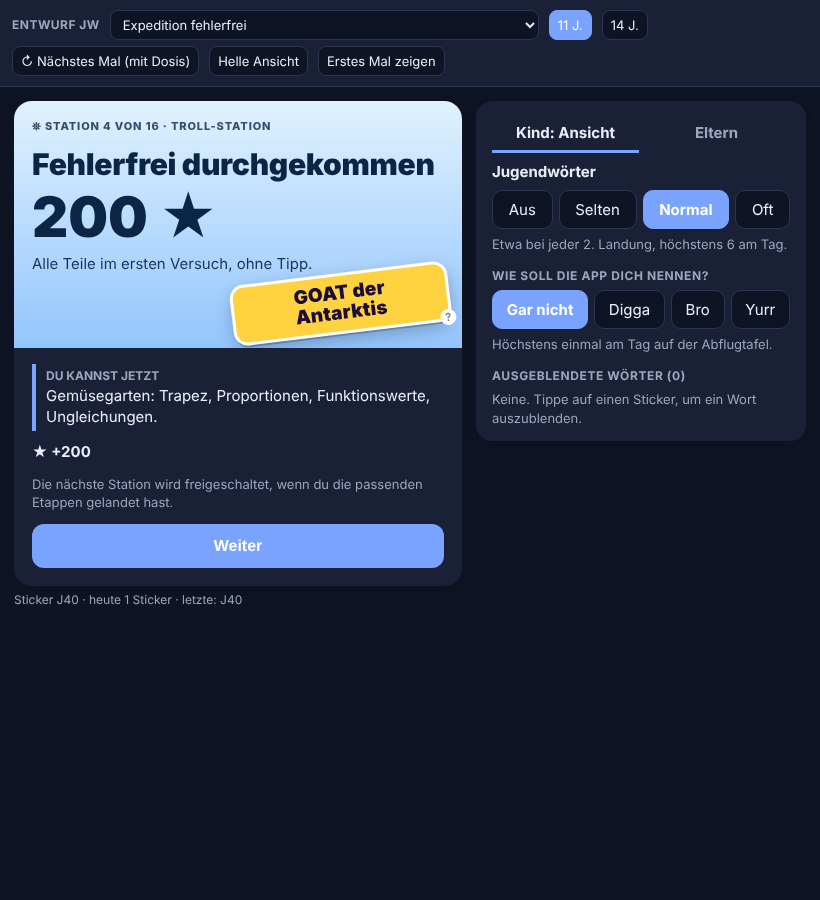 ENTWURF JW
Expedition fehlerfrei
11 J.
14 J.
↻ Nächstes Mal (mit Dosis)
Helle Ansicht
Erstes Mal zeigen
❄ STATION 4 VON 16 · TROLL-STATION
Fehlerfrei durchgekommen
200 ★
Alle Teile im ersten Versuch, ohne Tipp.
GOAT der
Antarktis
?
DU KANNST JETZT
Gemüsegarten: Trapez, Proportionen, Funktionswerte,
Ungleichungen.
★ +200
Die nächste Station wird freigeschaltet, wenn du die passenden
Etappen gelandet hast.
Weiter
Sticker J40 · heute 1 Sticker · letzte: J40
Kind: Ansicht
Eltern
Jugendwörter
Aus
Selten
Normal
Oft
Etwa bei jeder 2. Landung, höchstens 6 am Tag.
WIE SOLL DIE APP DICH NENNEN?
Gar nicht
Digga
Bro
Yurr
Höchstens einmal am Tag auf der Abflugtafel.
AUSGEBLENDETE WÖRTER (0)
Keine. Tippe auf einen Sticker, um ein Wort
auszublenden.